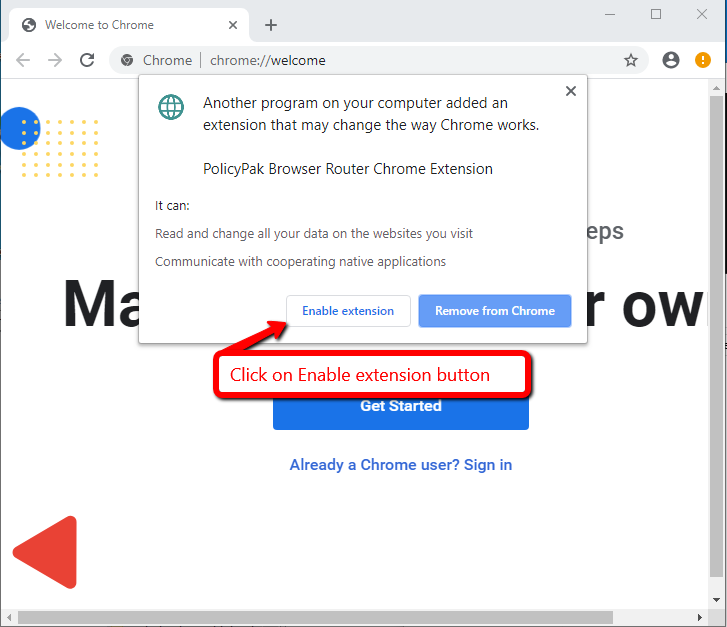 Welcome to Chrome
Chrome
chrome://welcome
Another program on your computer added an
extension that may change the way Chrome works.
PolicyPak Browser Router Chrome Extension
It can:
Read and change all your data on the websites you visit
Communicate with cooperating native applications
Enable extension
Remove from Chrome
Click on Enable extension button
Get Started
Already a Chrome user? Sign in